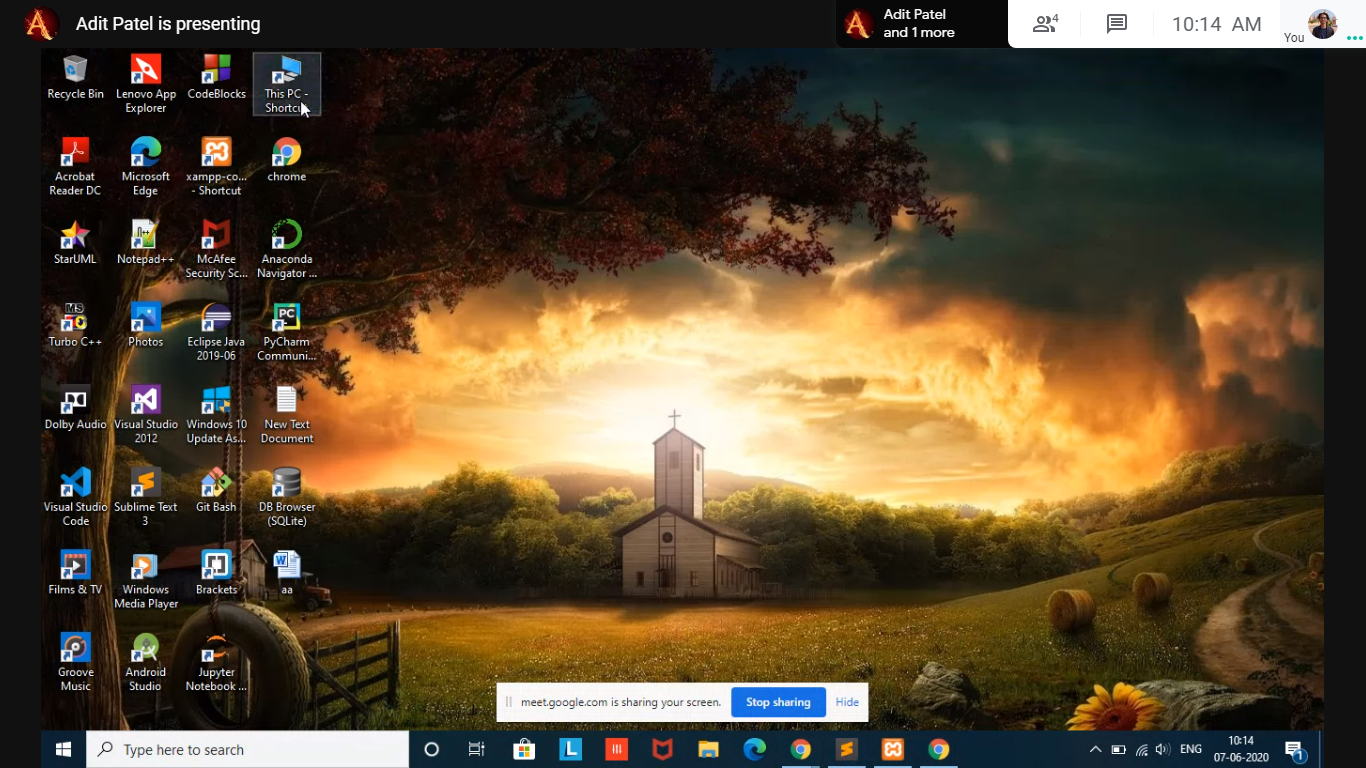 Adit Patel is presenting
Adit Patel
and 1 more
4
10:14 AM
You
Recycle Bin
Lenovo App
Explorer
CodeBlocks
This PC -
Shortcu
Acrobat
Reader DC
Microsoft
Edge
xampp-co...
- Shortcut
chrome
StarUML
Notepad++
McAfee
Security Sc...
Anaconda
Navigator ...
MS
Turbo C++
Photos
Eclipse Java
2019-06
PC
PyCharm
Communi...
Dolby Audio
Visual Studio
2012
Windows 10
Update As...
New Text
Document
Visual Studio
Code
Sublime Text
3
Git Bash
DB Browser
(SQLite)
Films & TV
Windows
Media Player
Brackets
W
aa
Groove
Music
Android
Studio
Jupyter
Notebook ...
meet.google.com is sharing your screen.
Stop sharing
Hide
Type here to search
L
ENG
10:14
07-06-2020
1